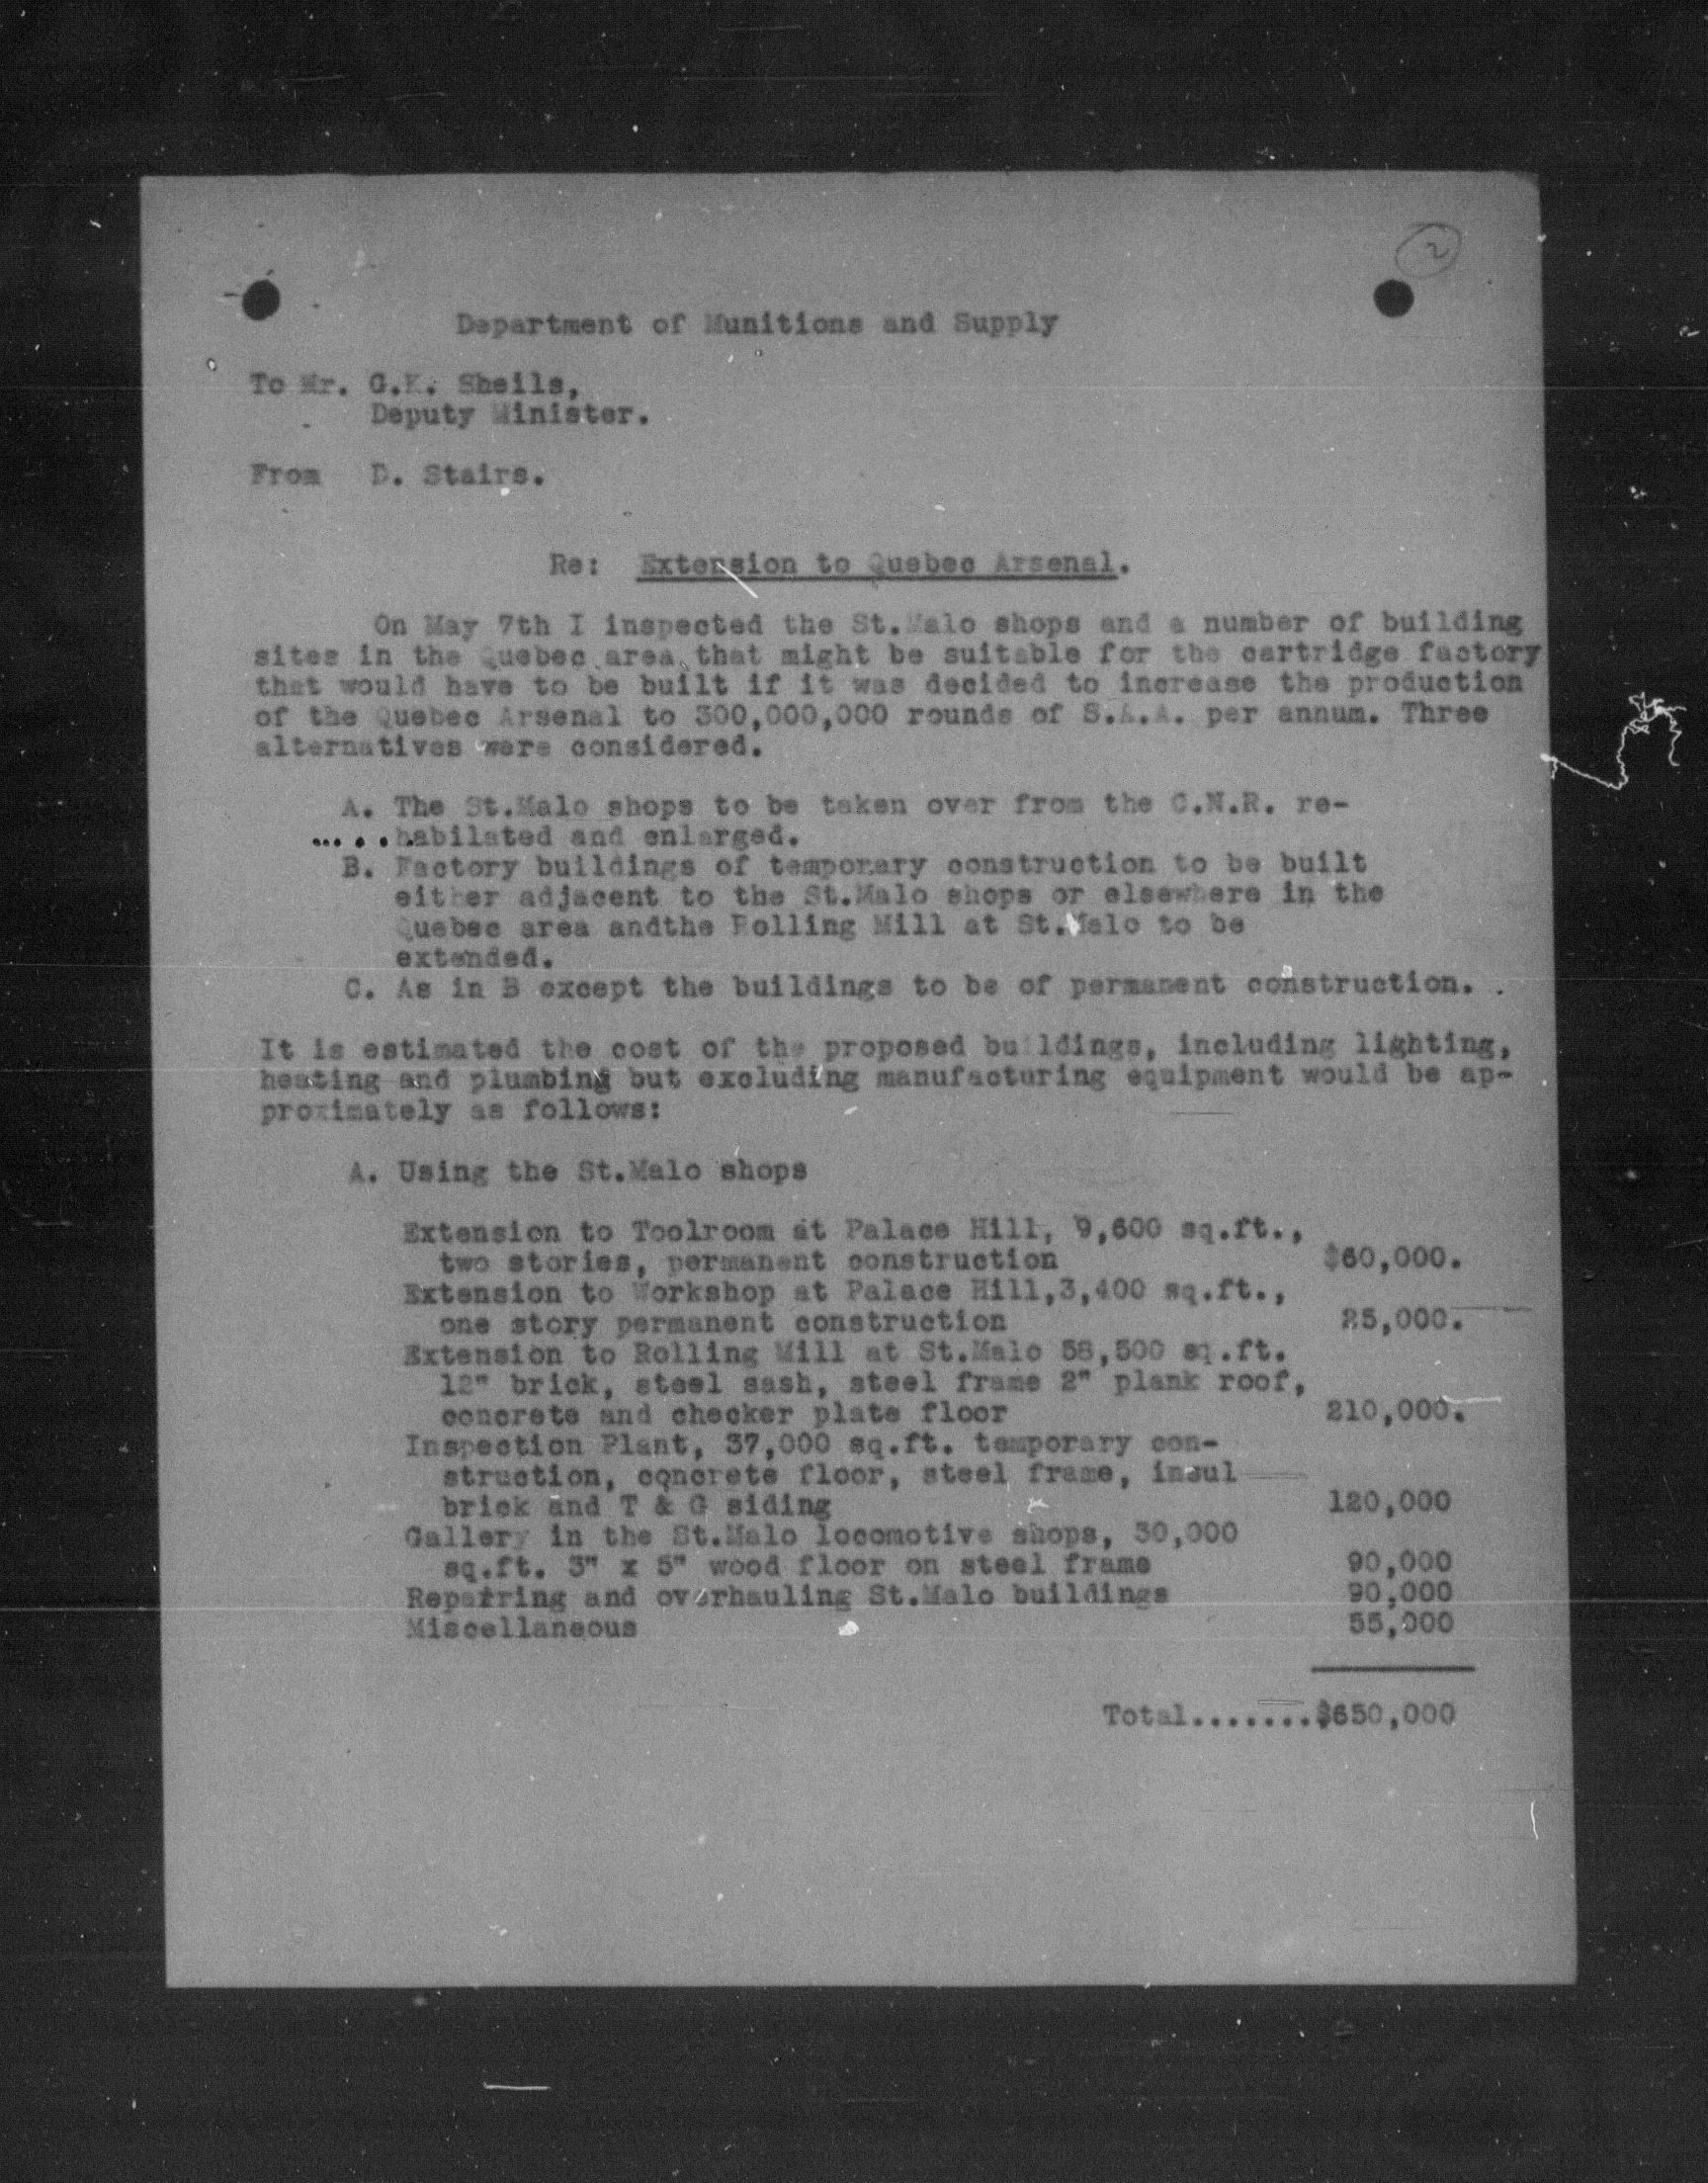 2
Department of Munitions and Supply
To Mr. G.K. Sheils,
Deputy Minister.
From D. Stairs.
Re: Extension to Quebec Arsenal.
On May 7th I inspected the St.Malo shops and a number of building
sites in the Quebec area that might be suitable for the cartridge factory
that would have to be built if it was decided to increase the production
of the Quebec Arsenal to 300,000,000 rounds of S.A.A. per annum. Three
alternatives were considered.
A. The St.Malo shops to be taken over from the C.N.R. re-
.....habilated and enlarged.
B. Factory buildings of temporary construction to be built
either adjacent to the St.Malo shops or elsewhere in the
Quebec area andthe Rolling Mill at St.Malo to be
extended.
C. As in B except the buildings to be of permanent construction.
It is estimated the cost of the proposed buildings, including lighting,
heating and plumbing but excluding manufacturing equipment would be ap-
proximately as follows:
A. Using the St.Malo shops
Extension to Toolroom at Palace Hill, 9,600 sq.ft.,
two stories, permanent construction $60,000.
Extension to Workshop at Palace Hill,3,400 sq.ft.,
one story permanent construction 25,000.
Extension to Rolling Mill at St.Malo 58,500 sq.ft.
12" brick, steel sash, steel frame 2" plank roof,
concrete and checker plate floor 210,000.
Inspection Plant, 37,000 sq.ft. temporary con-
struction, concrete floor, steel frame, insul
brick and T & G siding 120,000
Gallery in the St.Malo locomotive shops, 30,000
sq.ft. 3" x 5" wood floor on steel frame 90,000
Repairing and overhauling St.Malo buildings 90,000
Miscellaneous 55,000
Total.......$650,000